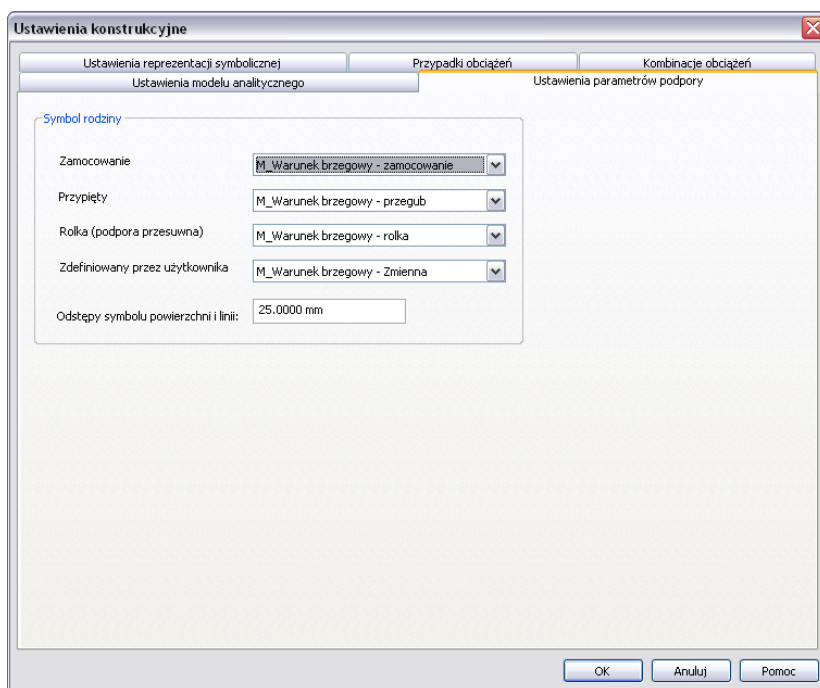 Ustawienia konstrukcyjne
Ustawienia reprezentacji symbolicznej
Przypadki obciążeń
Kombinacje obciążeń
Ustawienia modelu analitycznego
Ustawienia parametrów podpory
Symbol rodziny
Zamocowanie
M_Warunek brzegowy - zamocowanie
Przypięty
M_Warunek brzegowy - przegub
Rolka (podpora przesuwna)
M_Warunek brzegowy - rolka
Zdefiniowany przez użytkownika
M_Warunek brzegowy - Zmienna
Odstępy symbolu powierzchni i linii:
25.0000 mm
OK
Anuluj
Pomoc